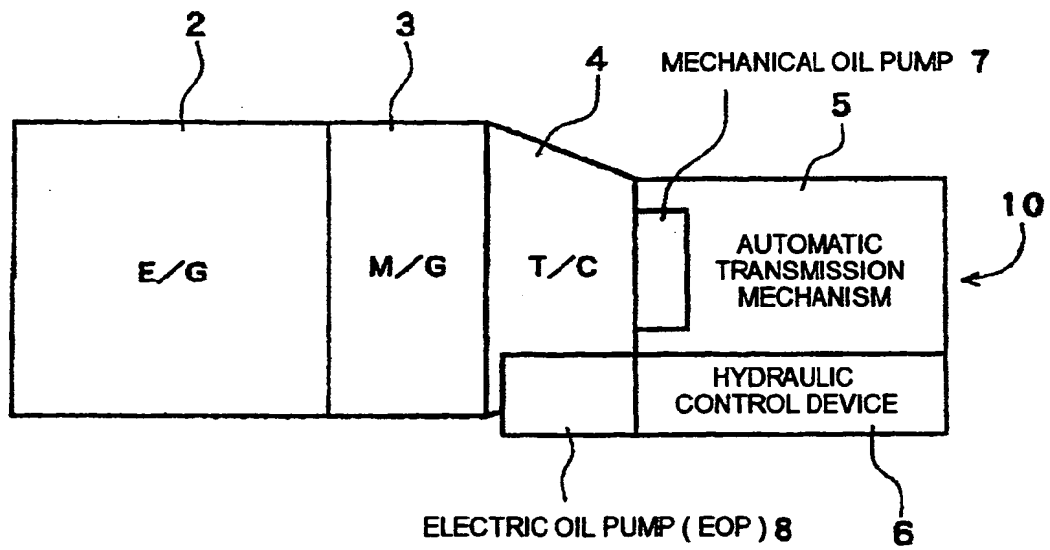 2
3
4
MECHANICAL OIL PUMP 7
5
10
E/G
M/G
T/C
AUTOMATIC
TRANSMISSION
MECHANISM
HYDRAULIC
CONTROL DEVICE
ELECTRIC OIL PUMP ( EOP ) 8
6